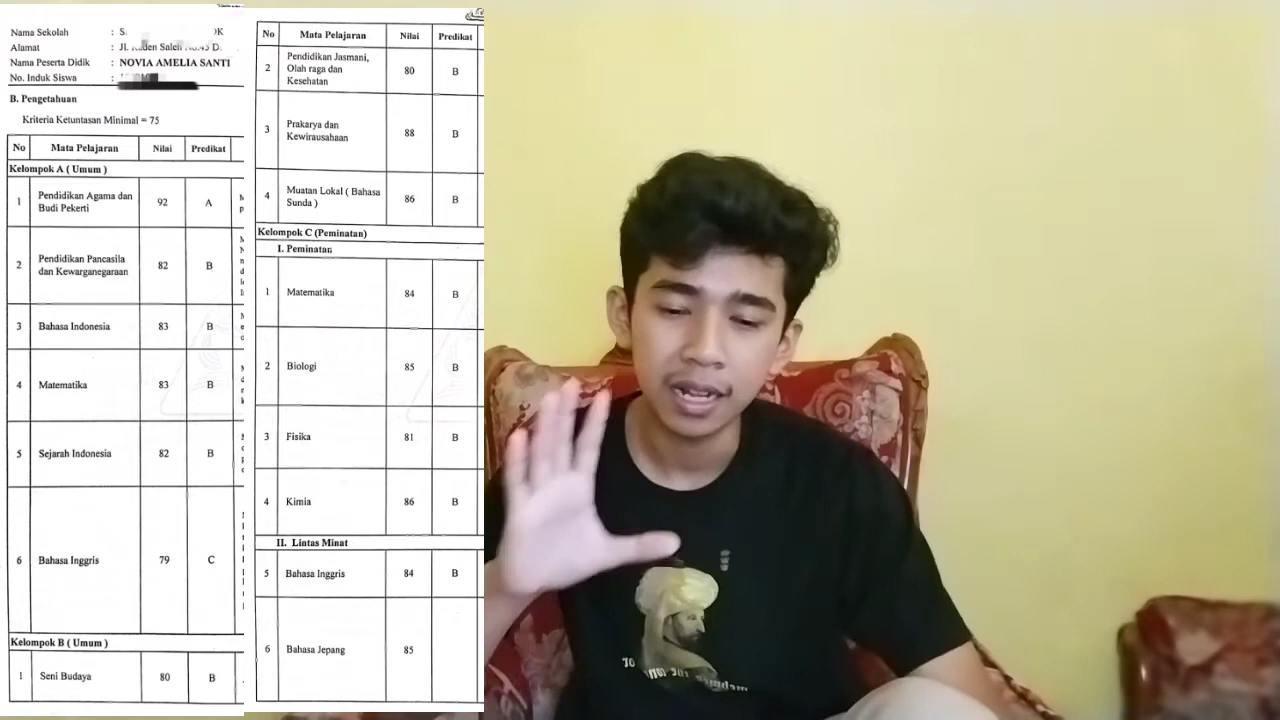 Nama Sekolah : S.
Alamat : Jl. Raden Saleh No.45 D.
Nama Peserta Didik : NOVIA AMELIA SANTI
No. Induk Siswa :
B. Pengetahuan
Kriteria Ketuntasan Minimal = 75
No Mata Pelajaran Nilai Predikat
Kelompok A ( Umum )
1 Pendidikan Agama dan
Budi Pekerti 92 A
2 Pendidikan Pancasila
dan Kewarganegaraan 82 B
3 Bahasa Indonesia 83 B
4 Matematika 83 B
5 Sejarah Indonesia 82 B
6 Bahasa Inggris 79 C
Kelompok B ( Umum )
1 Seni Budaya 80 B
No Mata Pelajaran Nilai Predikat
2 Pendidikan Jasmani,
Olah raga dan
Kesehatan 80 B
3 Prakarya dan
Kewirausahaan 88 B
4 Muatan Lokal ( Bahasa
Sunda ) 86 B
Kelompok C (Peminatan)
I. Peminatan
1 Matematika 84 B
2 Biologi 85 B
3 Fisika 81 B
4 Kimia 86 B
II. Lintas Minat
5 Bahasa Inggris 84 B
6 Bahasa Jepang 85